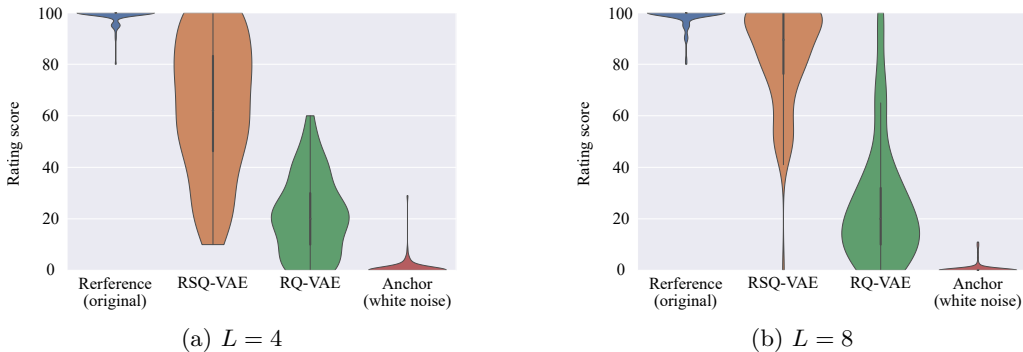 100
80
60
40
20
0
Rating score
Rerference
(original)
RSQ-VAE
RQ-VAE
Anchor
(white noise)
(a) L = 4
100
80
60
40
20
0
Rating score
Rerference
(original)
RSQ-VAE
RQ-VAE
Anchor
(white noise)
(b) L = 8